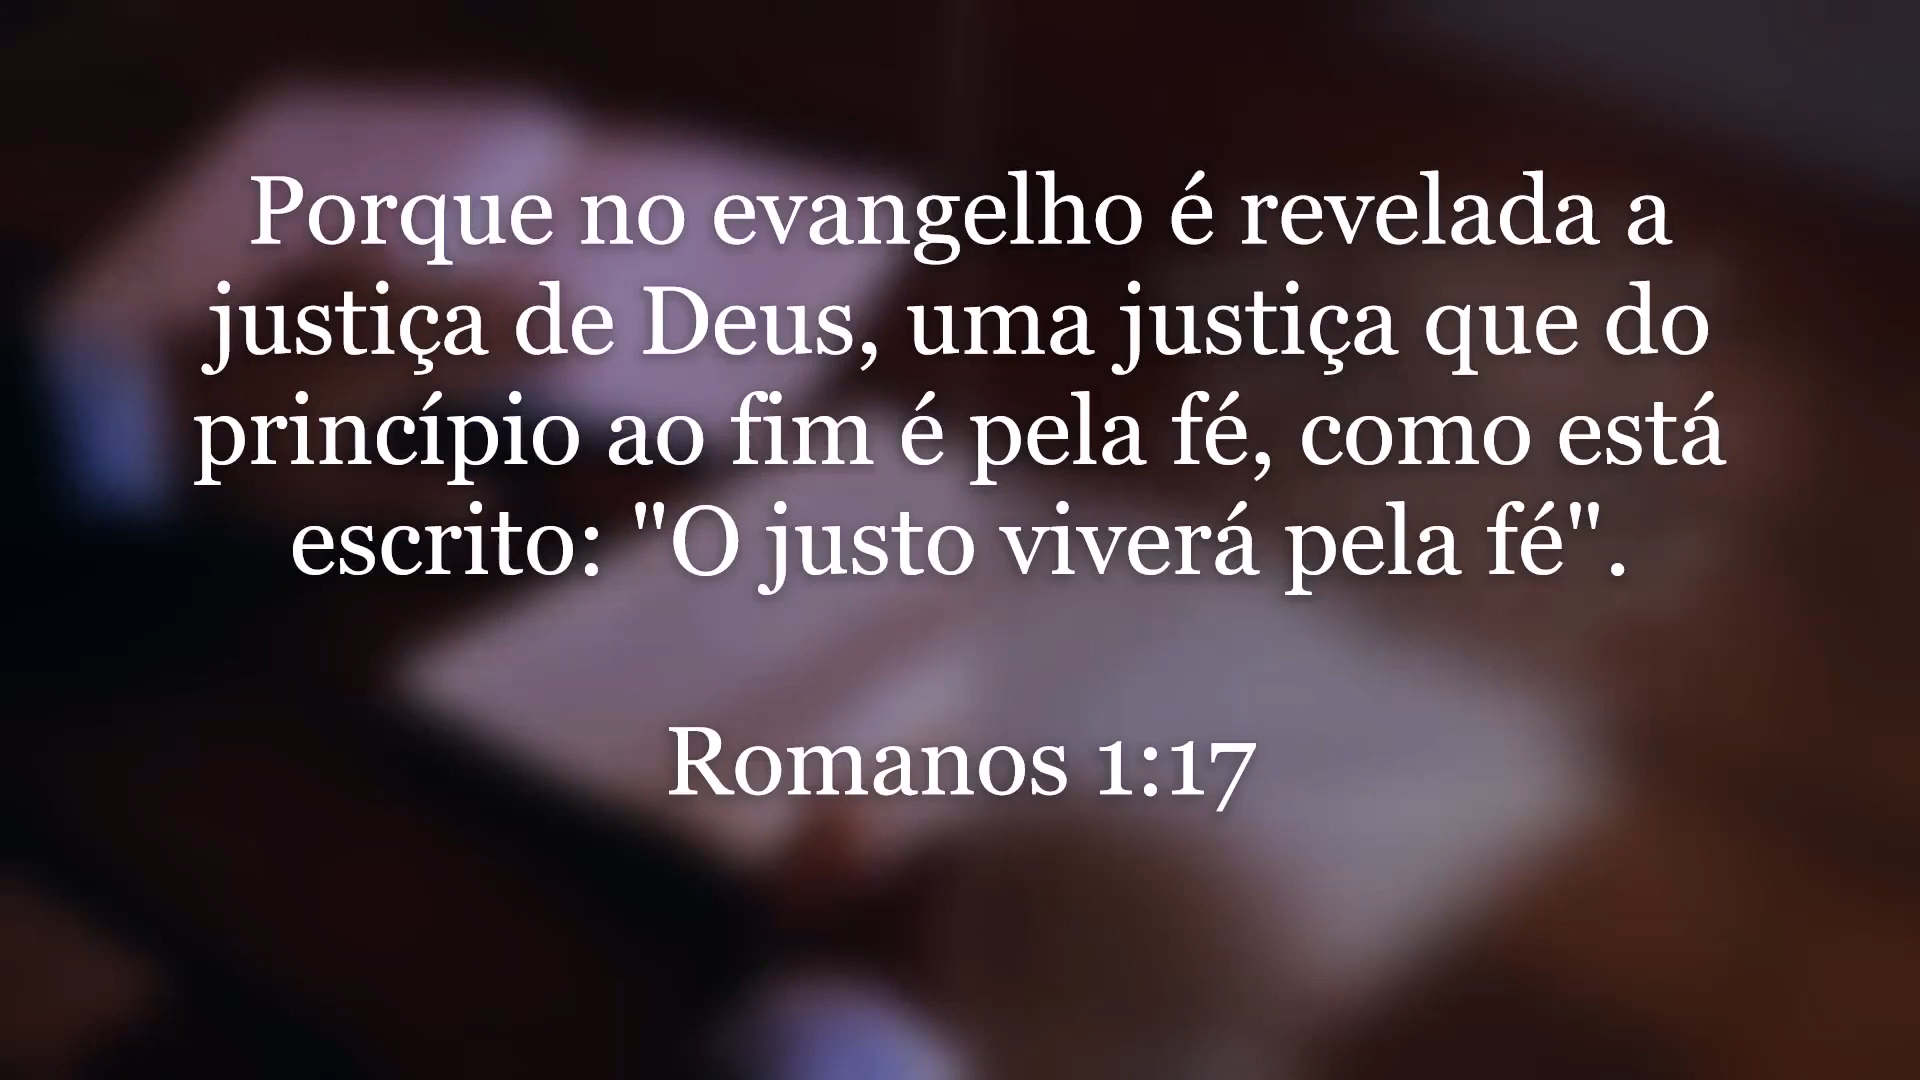 Porque no evangelho é revelada a
justiça de Deus, uma justiça que do
princípio ao fim é pela fé, como está
escrito: "O justo viverá pela fé".
Romanos 1:17